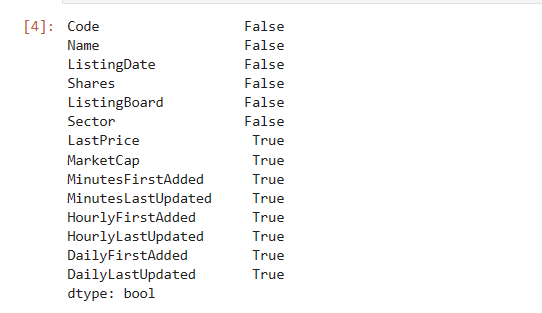 [4]: Code False
Name False
ListingDate False
Shares False
ListingBoard False
Sector False
LastPrice True
MarketCap True
MinutesFirstAdded True
MinutesLastUpdated True
HourlyFirstAdded True
HourlyLastUpdated True
DailyFirstAdded True
DailyLastUpdated True
dtype: bool